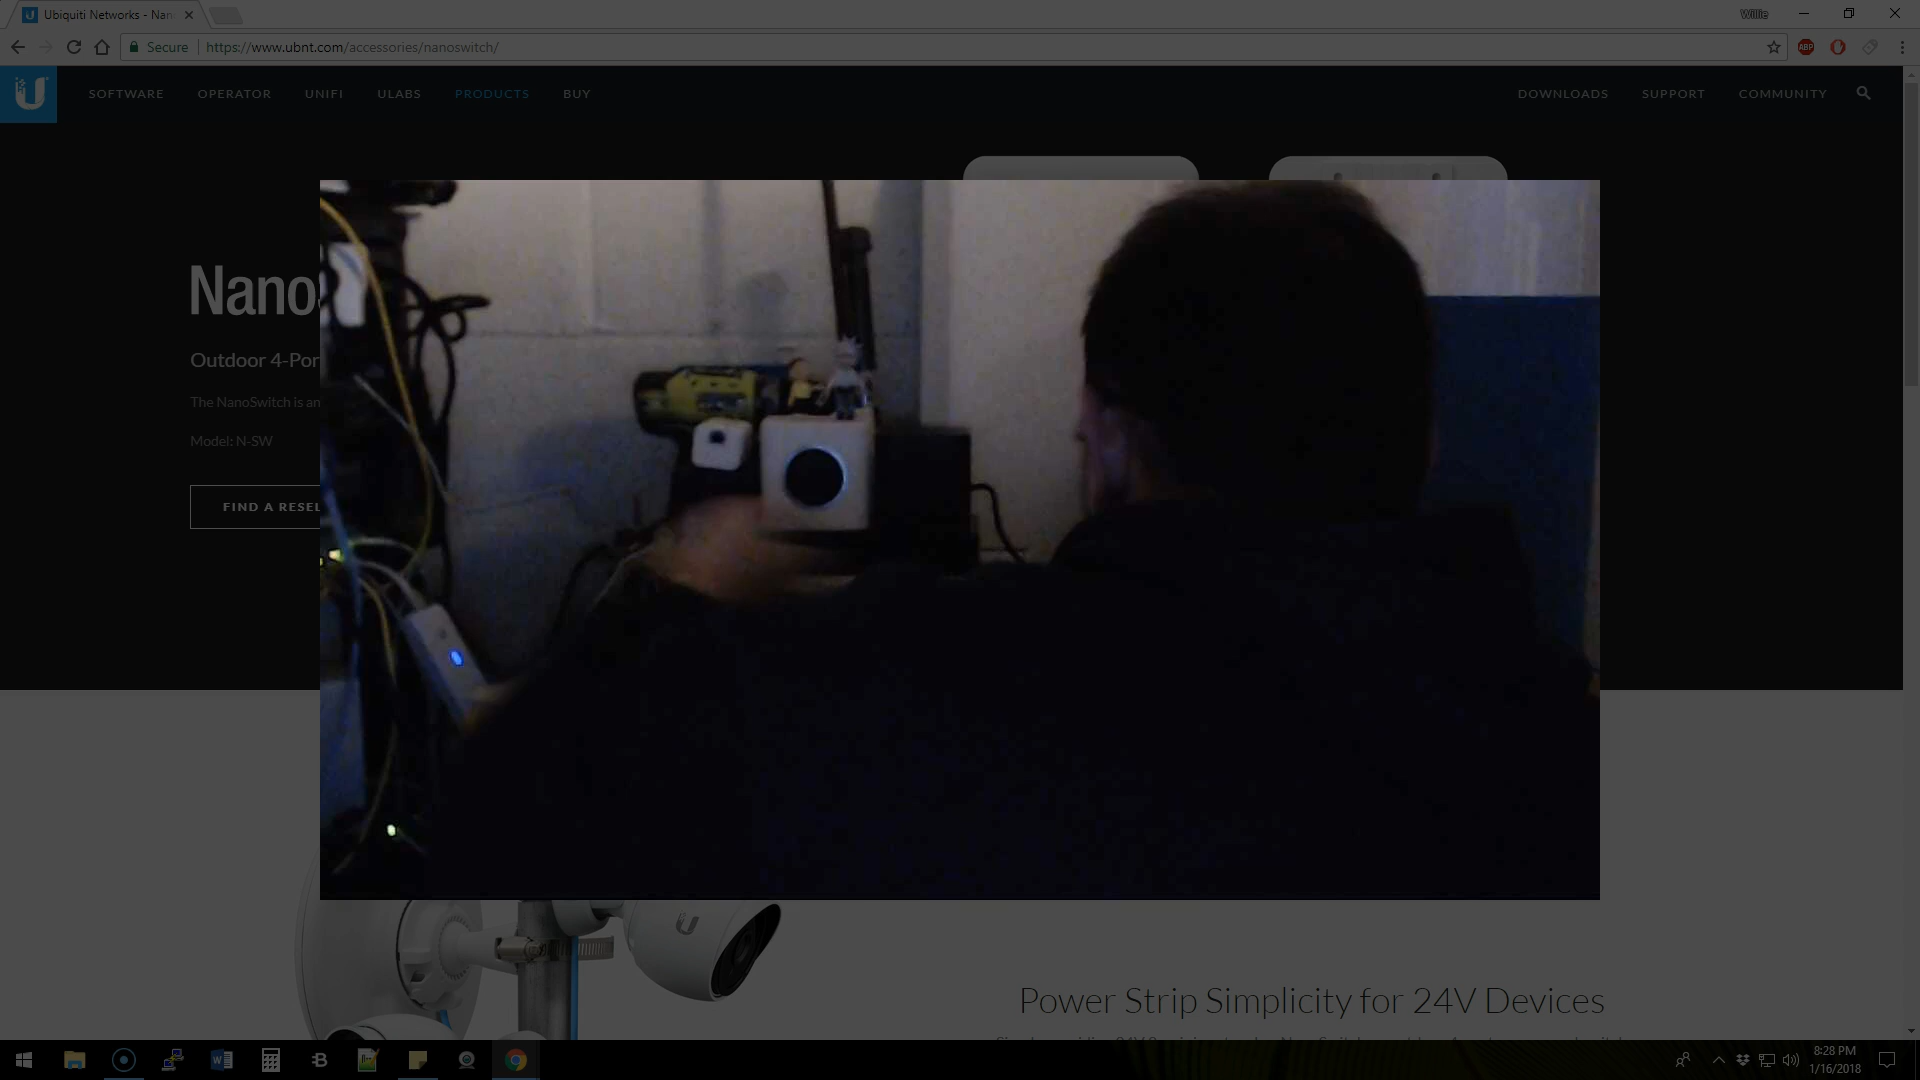 Ubiquiti Networks - Nan
Willie
Secure https://www.ubnt.com/accessories/nanoswitch/
ABP
SOFTWARE OPERATOR UNIFI ULABS PRODUCTS BUY DOWNLOADS SUPPORT COMMUNITY
Nano
Outdoor 4-Por
The NanoSwitch is an
Model: N-SW
FIND A RESEL
Power Strip Simplicity for 24V Devices
8:28 PM
1/16/2018